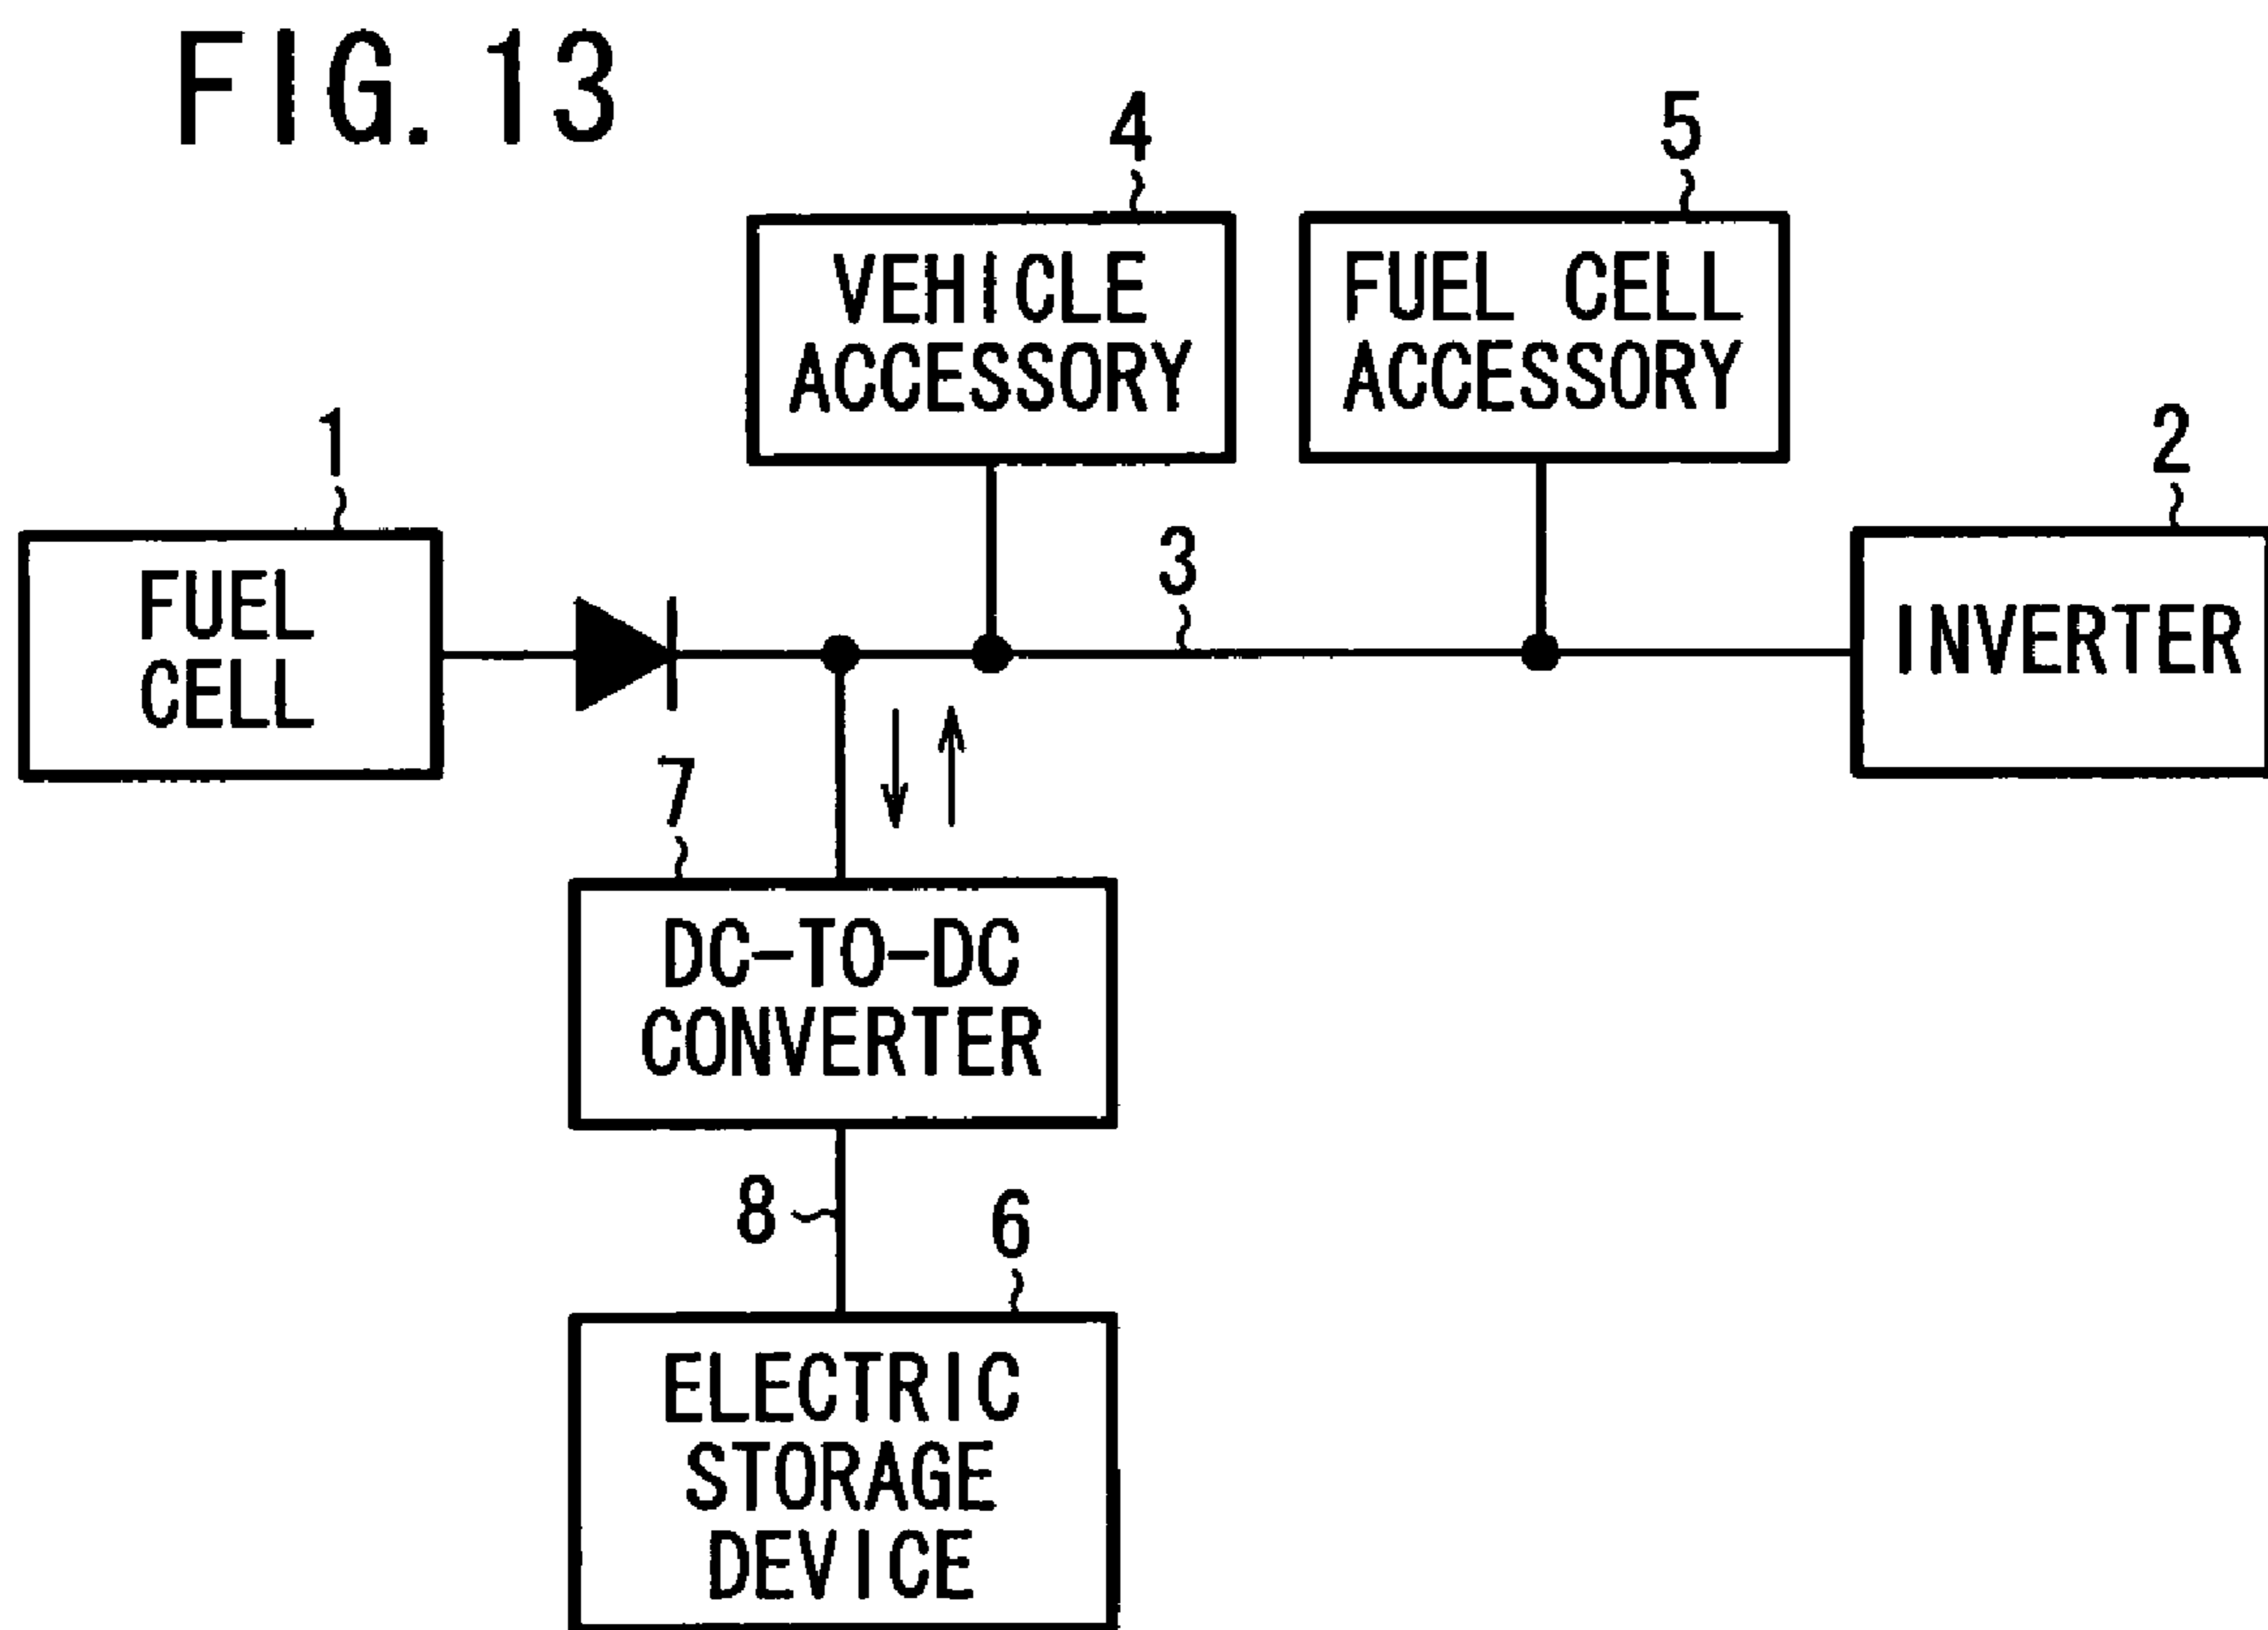 FIG. 13
4
5
VEHICLE
ACCESSORY
FUEL CELL
ACCESSORY
1
2
3
FUEL
CELL
INVERTER
7
DC-TO-DC
CONVERTER
8
6
ELECTRIC
STORAGE
DEVICE